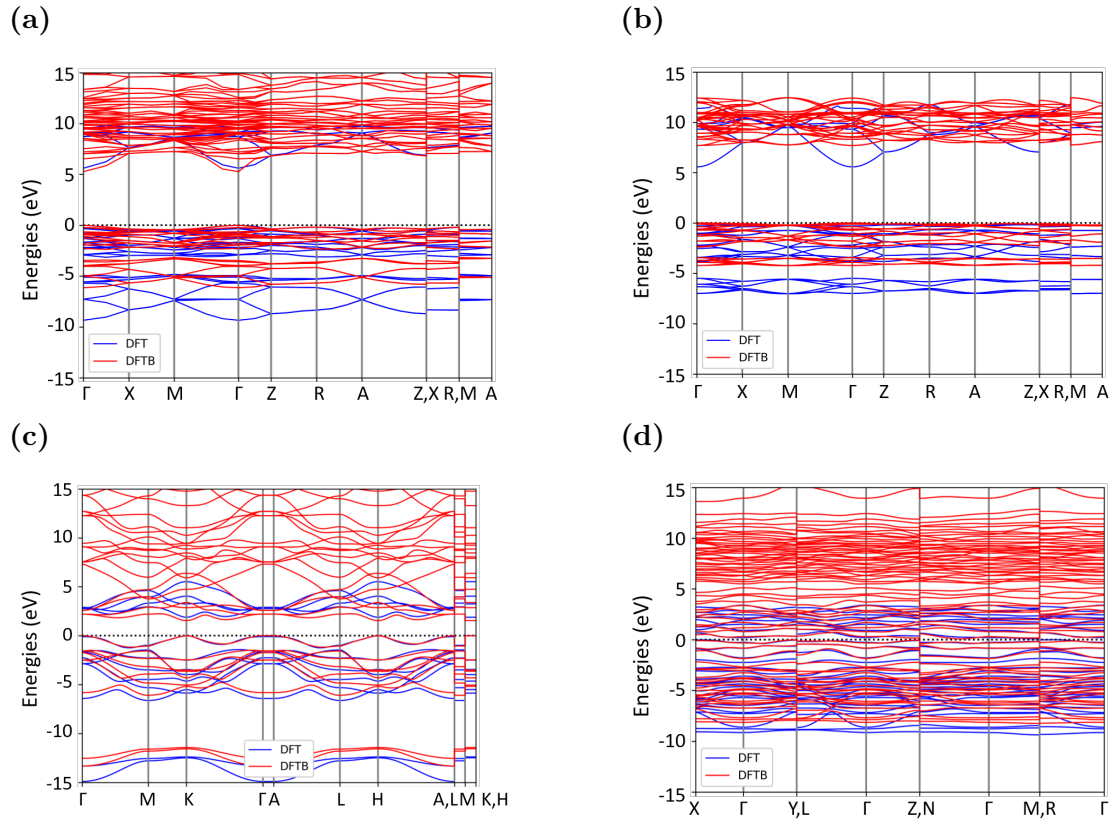 (a)
(b)
15
10
5
0
-5
-10
-15
Energies (eV)
DFT
DFTB
Γ X M Γ Z R A Z,X R,M A
15
10
5
0
-5
-10
-15
Energies (eV)
DFT
DFTB
Γ X M Γ Z R A Z,X R,M A
(c)
(d)
15
10
5
0
-5
-10
-15
Energies (eV)
DFT
DFTB
Γ M K Γ A L H A,L M K,H
15
10
5
0
-5
-10
-15
Energies (eV)
DFT
DFTB
X Γ Y,L Γ Z,N Γ M,R Γ